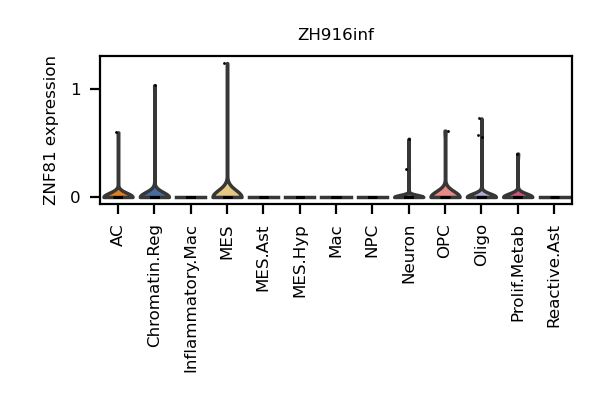 ZH916inf
ZNF81 expression
1
0
AC
Chromatin.Reg
Inflammatory.Mac
MES
MES.Ast
MES.Hyp
Mac
NPC
Neuron
OPC
Oligo
Prolif.Metab
Reactive.Ast